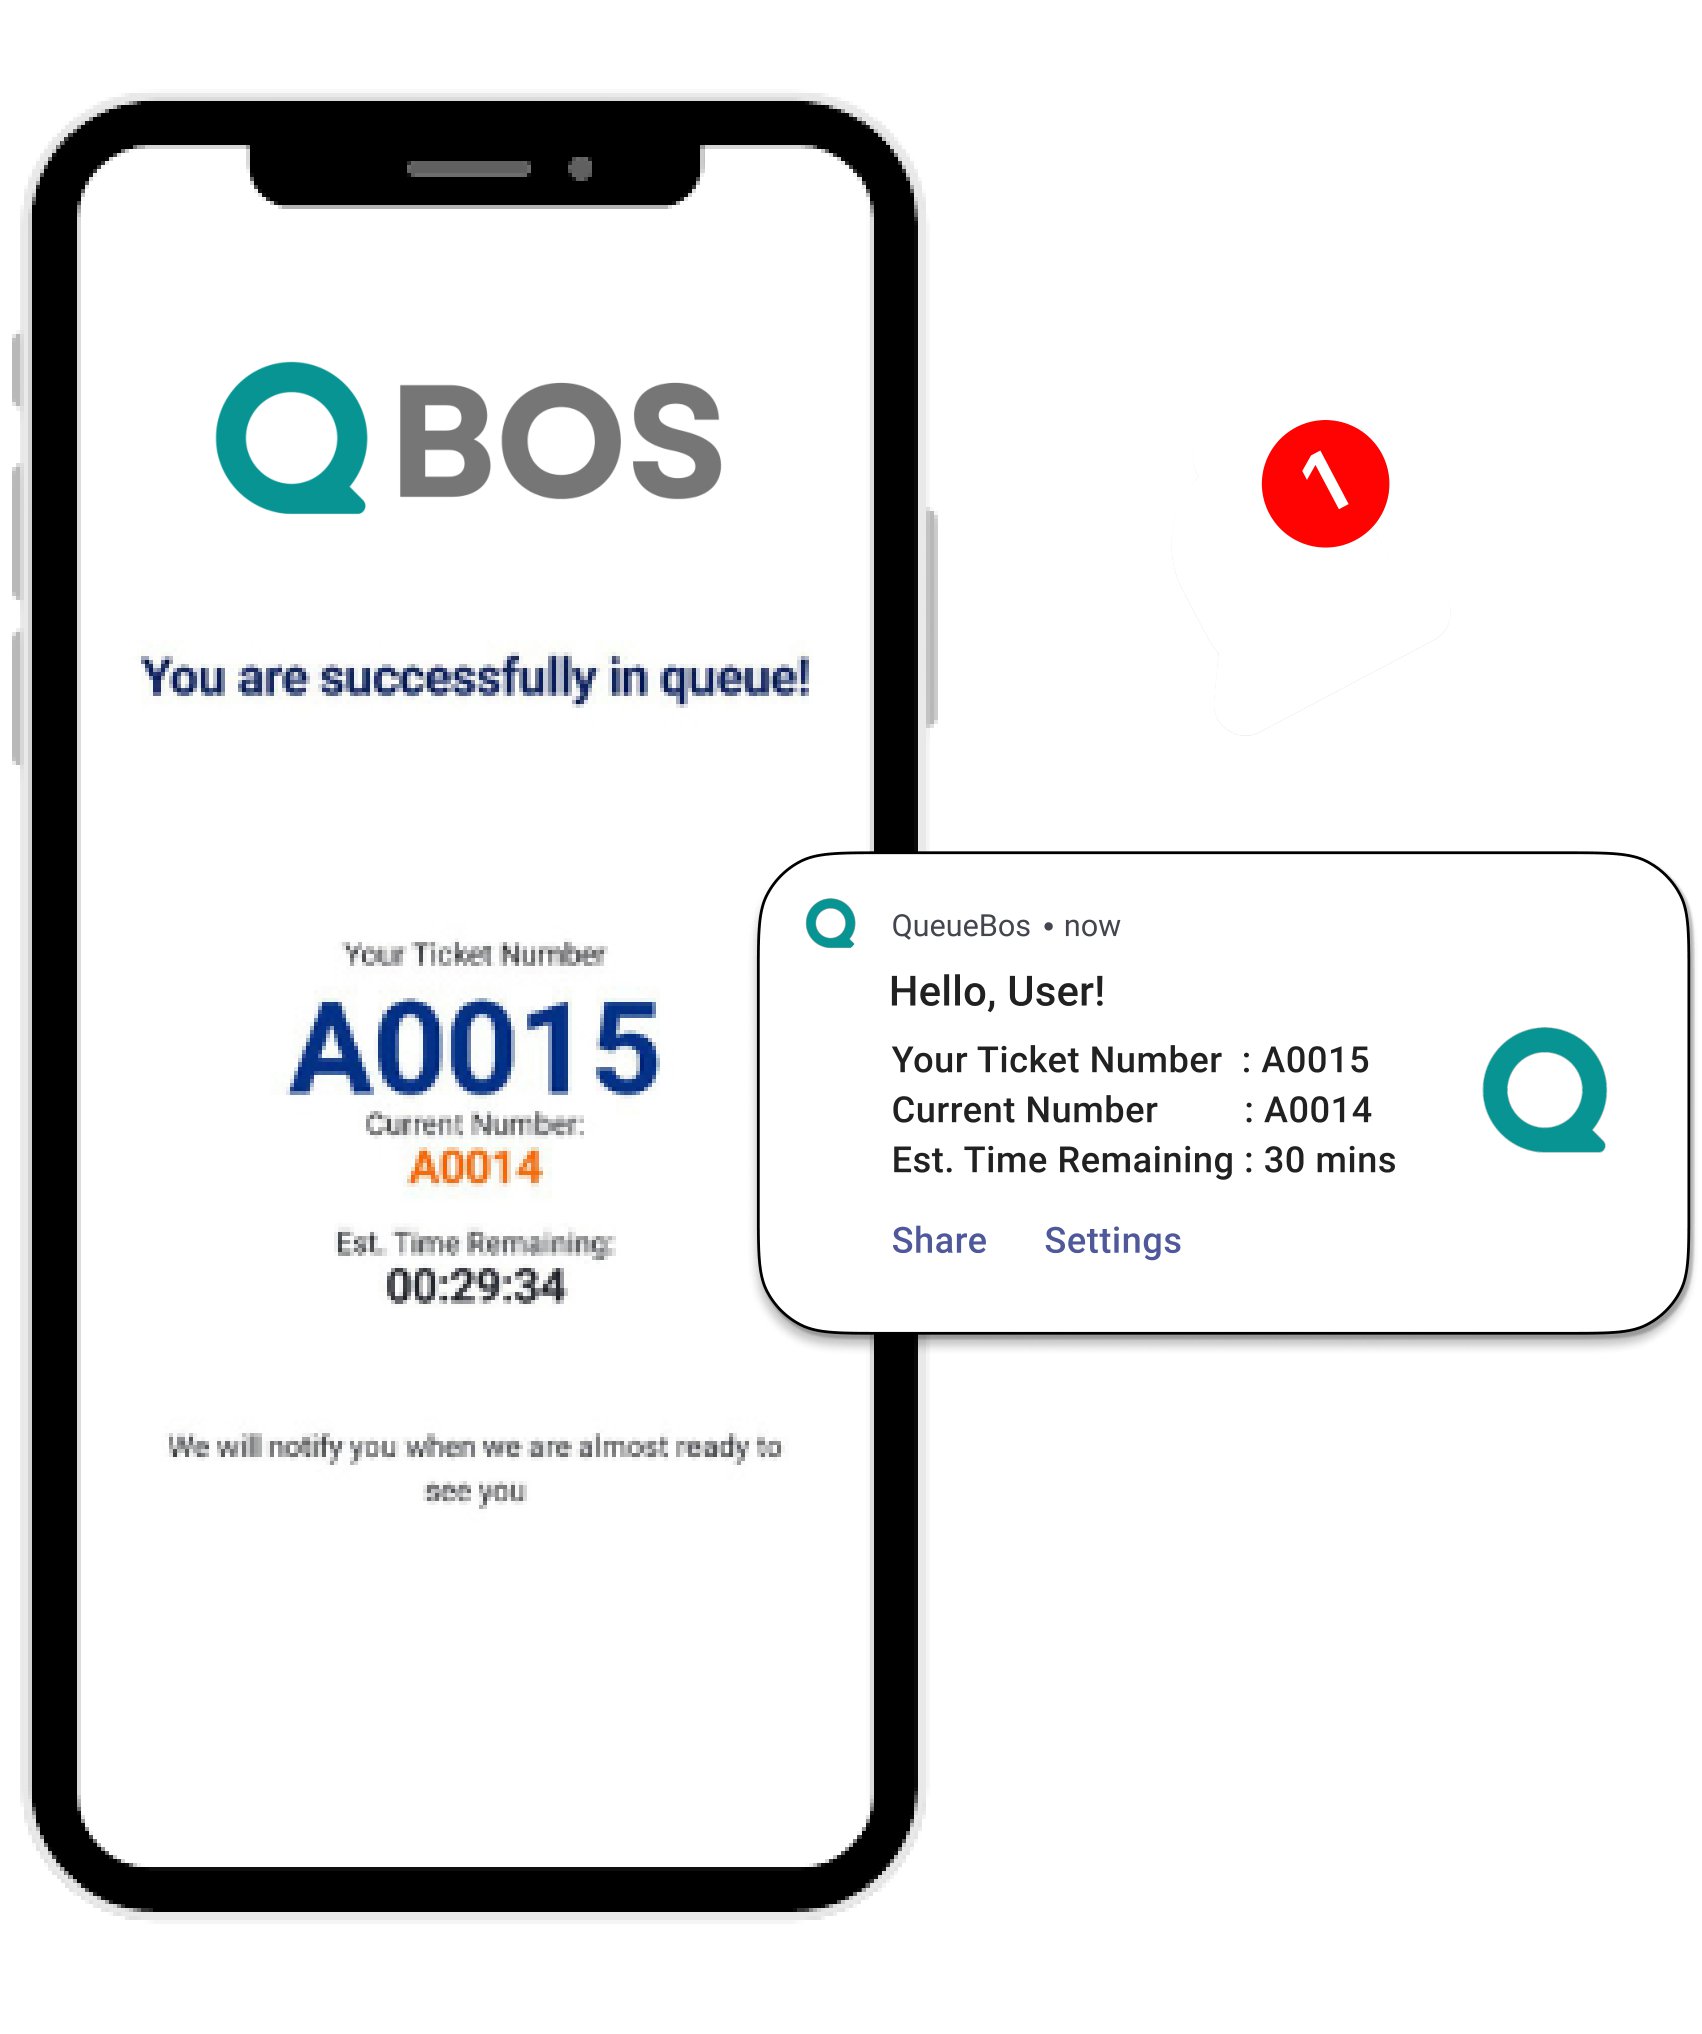 QBOS
You are successfully in queue!
Your Ticket Number
A0015
Current Number:
A0014
Est. Time Remaining:
00:29:34
We will notify you when we are almost ready to
see you
1
QueueBos • now
Hello, User!
Your Ticket Number : A0015
Current Number : A0014
Est. Time Remaining : 30 mins
Share Settings